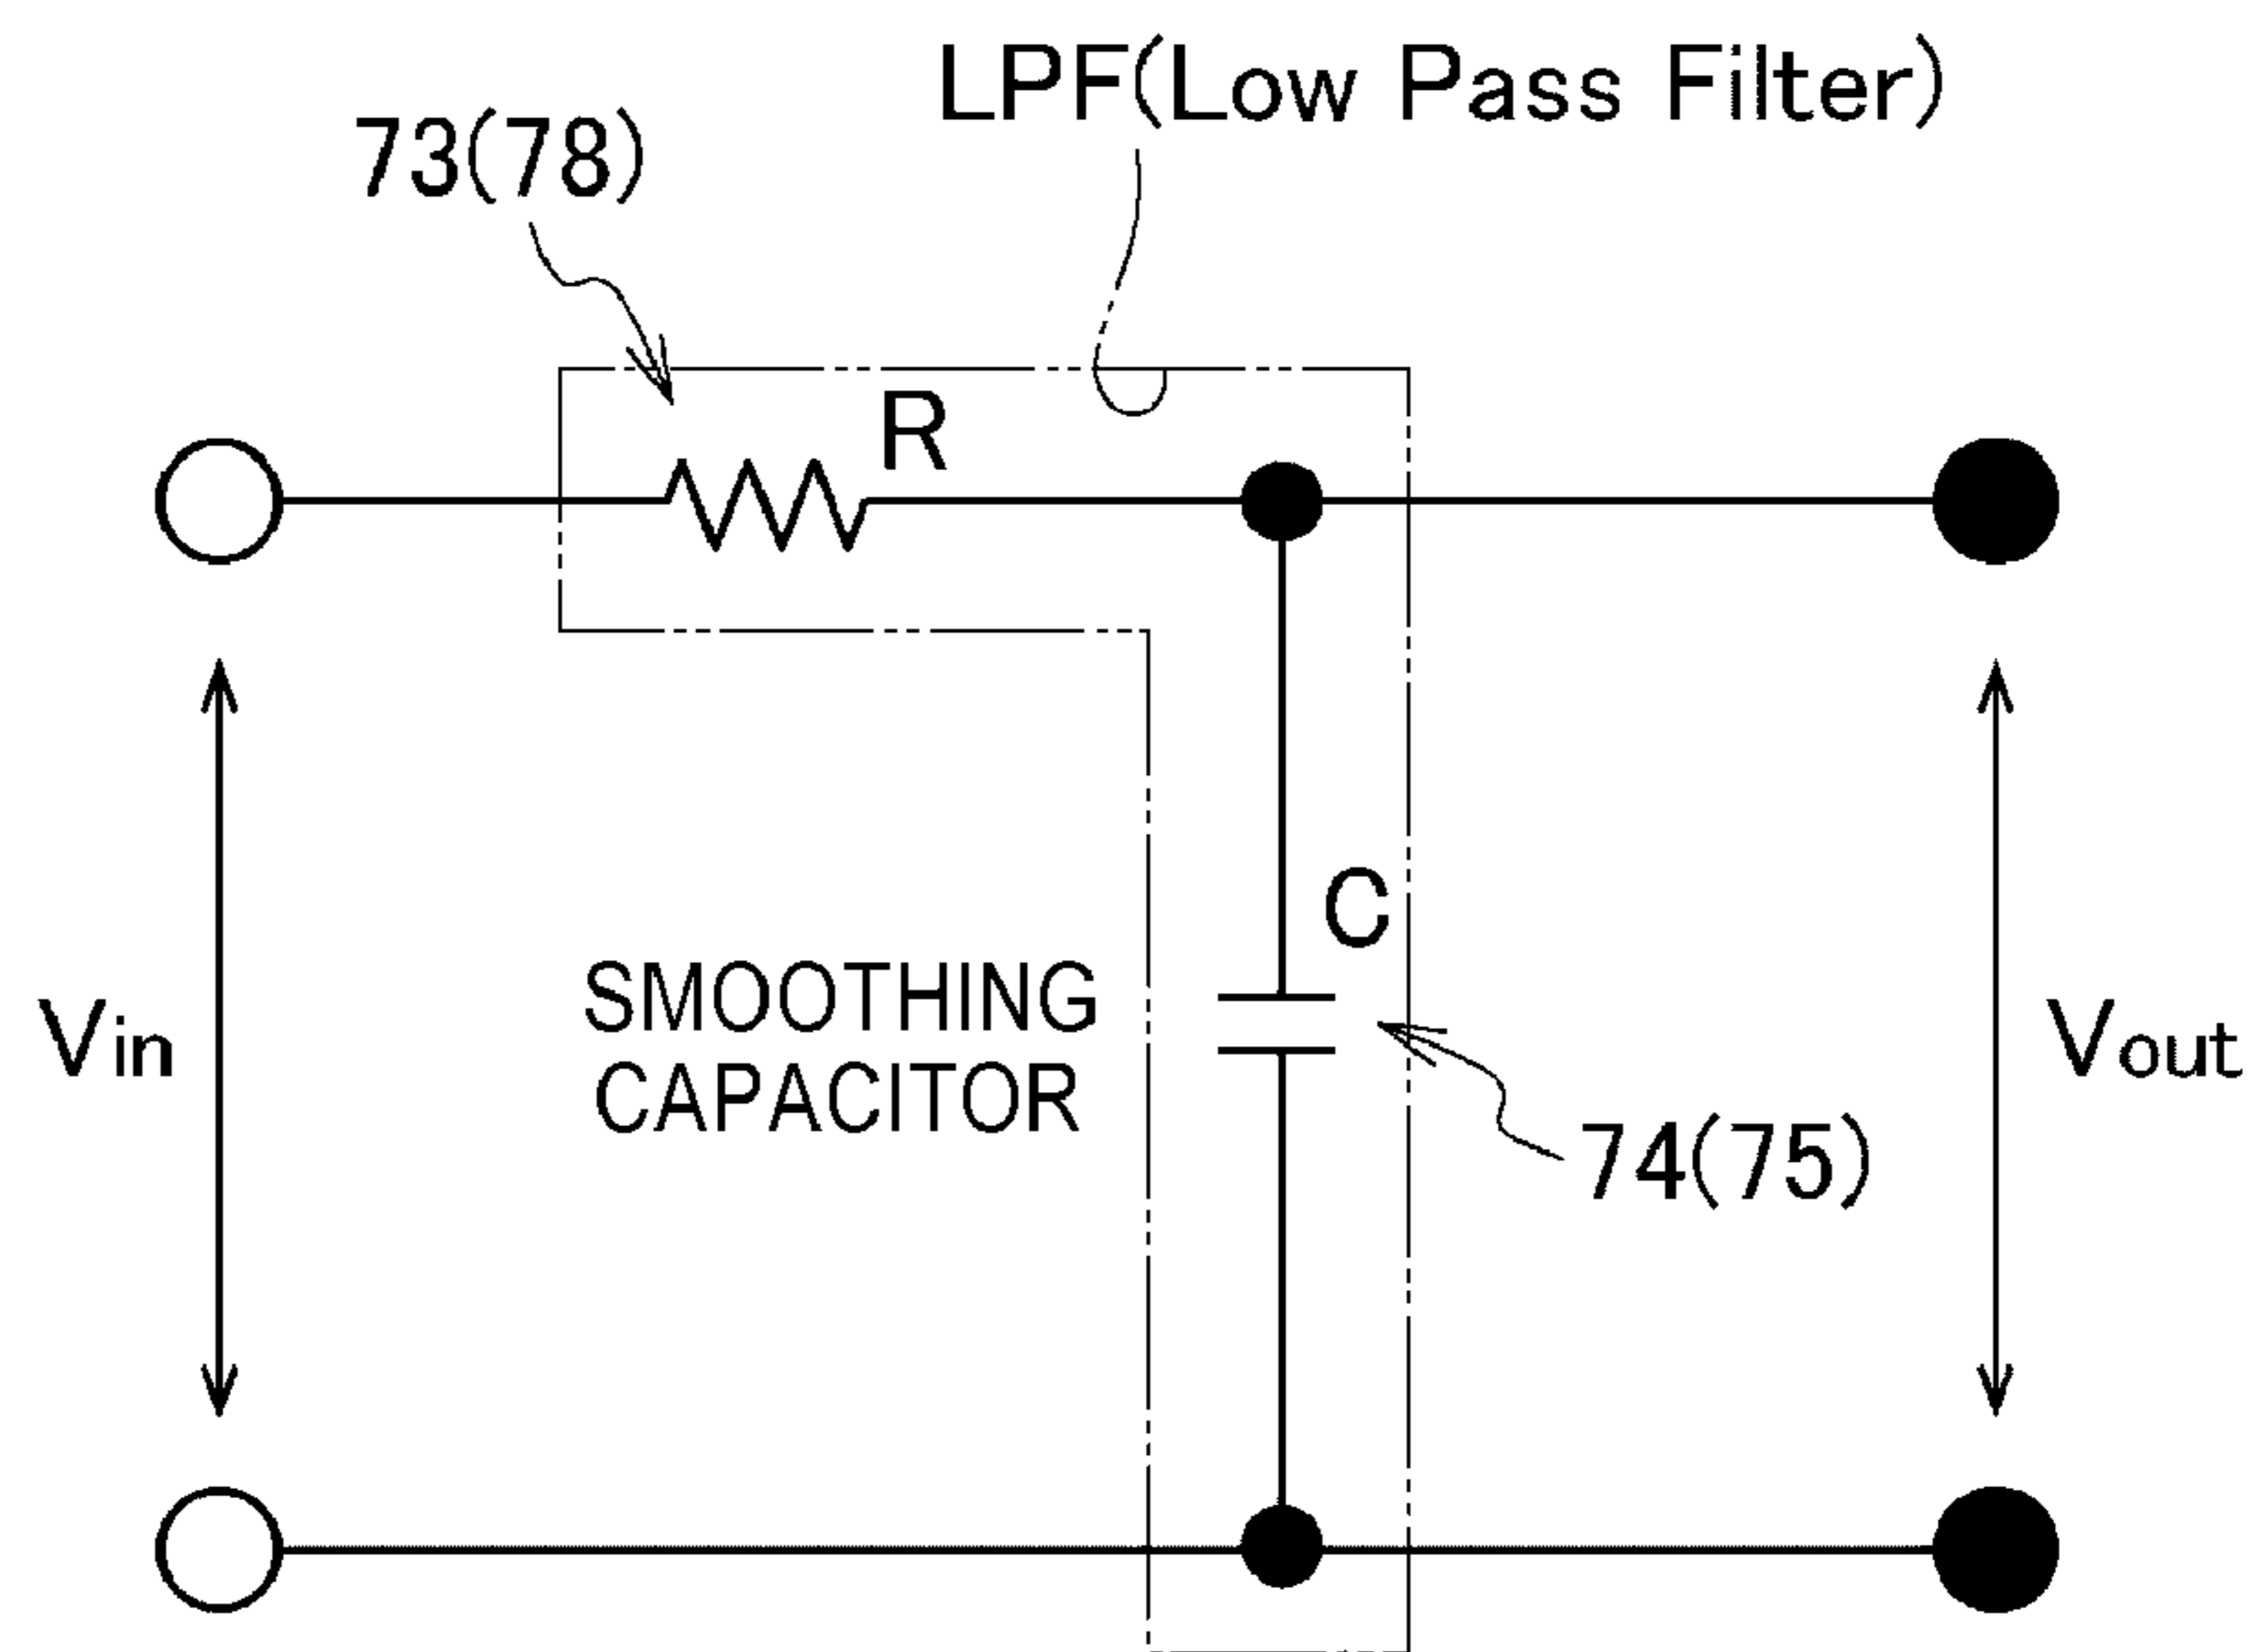 LPF(Low Pass Filter)
73(78)
R
C
SMOOTHING
CAPACITOR
Vin
Vout
74(75)